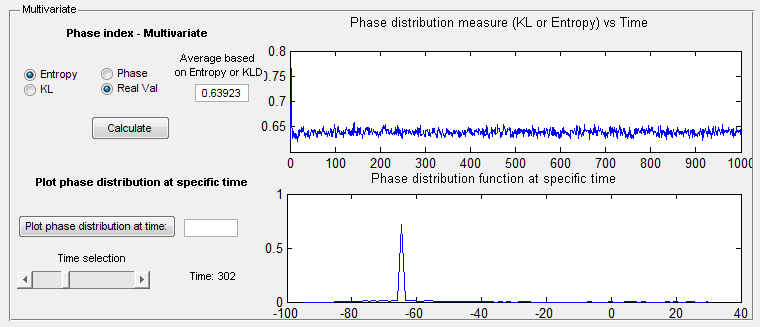 Multivariate
Phase index - Multivariate
Entropy
KL
Phase
Real Val
Average based
on Entropy or KLD
0.63923
Calculate
Phase distribution measure (KL or Entropy) vs Time
0.8
0.75
0.7
0.65
0 100 200 300 400 500 600 700 800 900 1000
Plot phase distribution at specific time
Plot phase distribution at time:
Time selection
Time: 302
Phase distribution function at specific time
1
0.5
0
-100 -80 -60 -40 -20 0 20 40